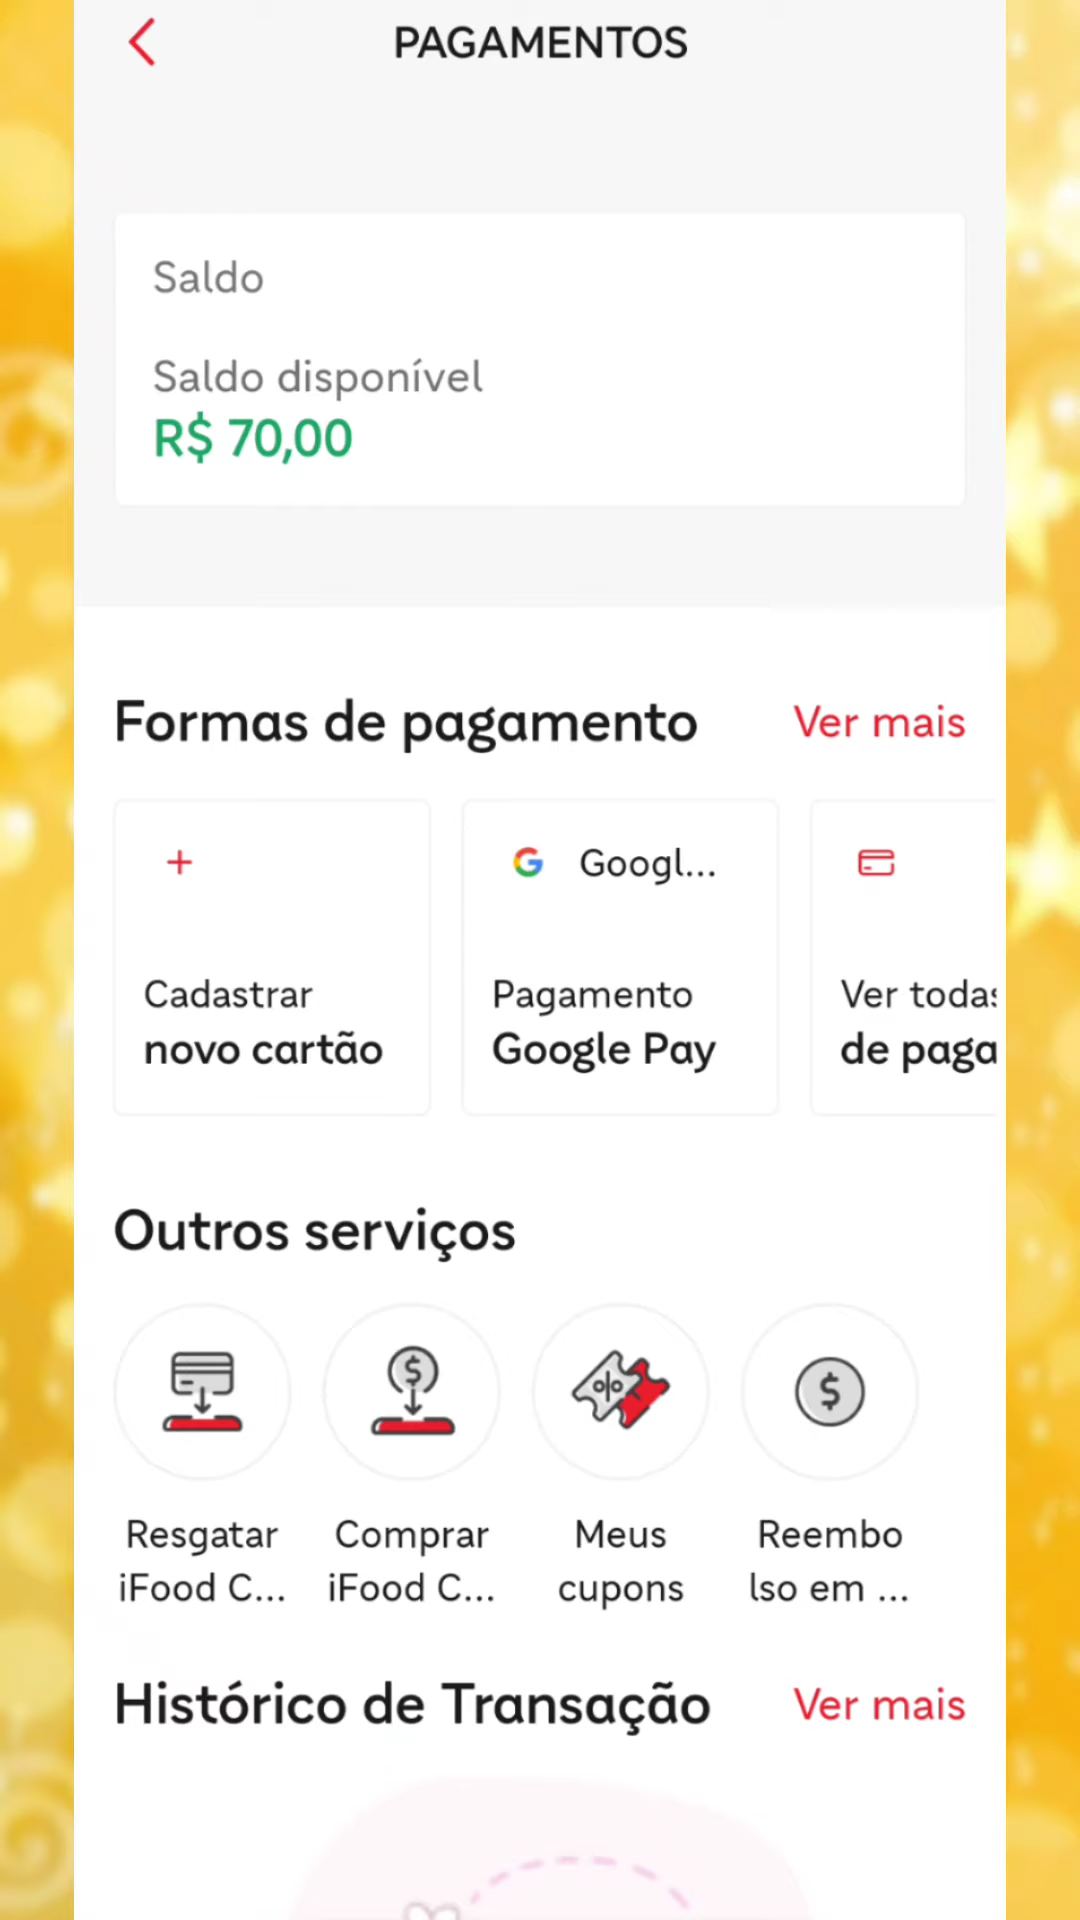 PAGAMENTOS
Saldo
Saldo disponível
R$ 70,00
Formas de pagamento
Ver mais
+
Cadastrar
novo cartão
G Googl...
Pagamento
Google Pay
Ver todas
de paga
Outros serviços
Resgatar
iFood C...
Comprar
iFood C...
Meus
cupons
Reembo
lso em ...
Histórico de Transação
Ver mais